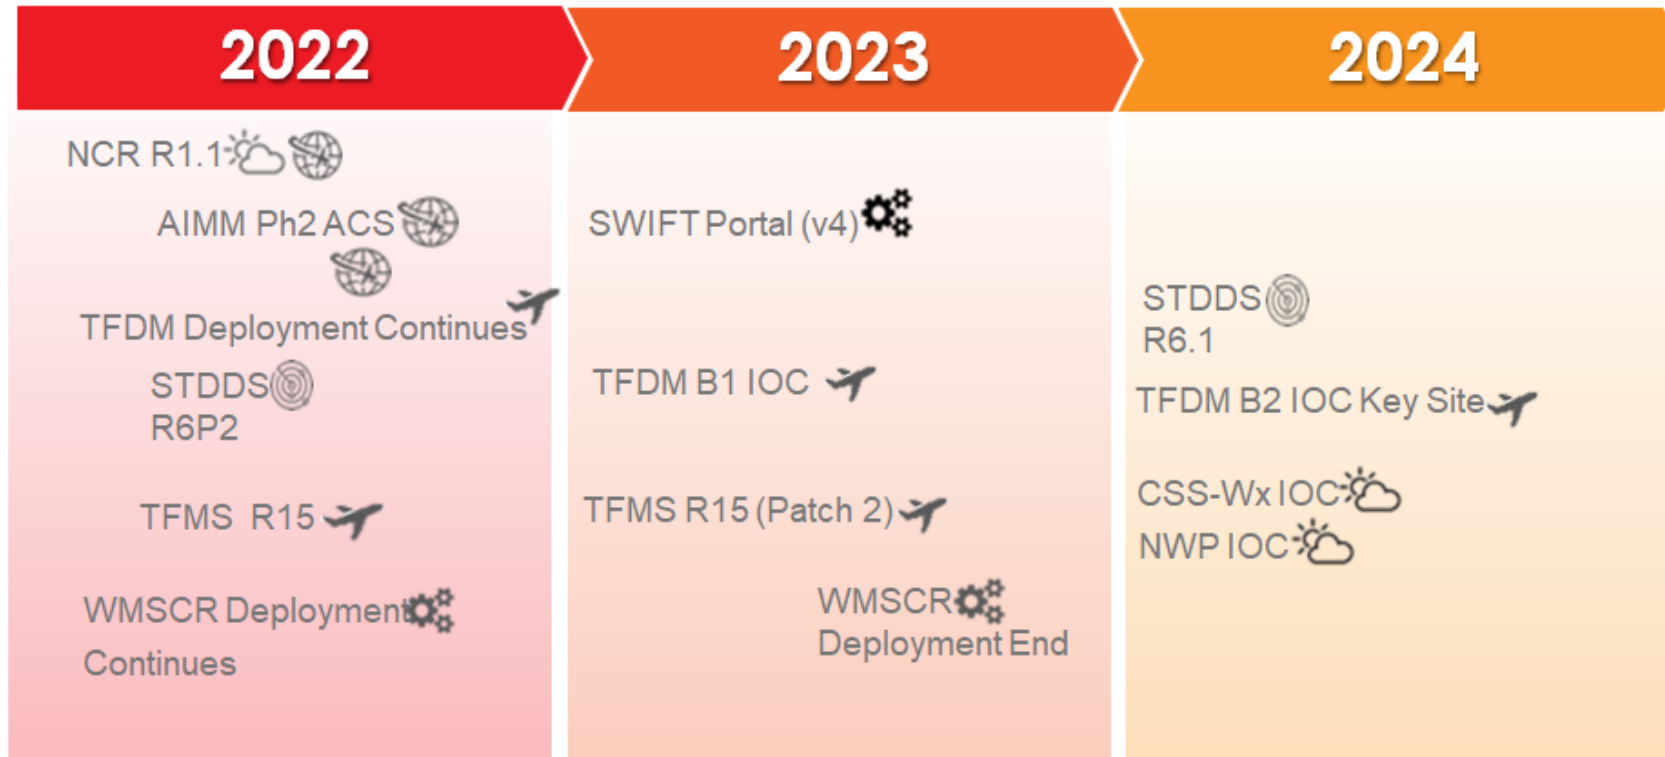 2022
2023
2024
NCR R1.1
AIMM Ph2 ACS
TFDM Deployment Continues
STDDS
R6P2
TFMS R15
WMSCR Deployment
Continues
SWIFT Portal (v4)
TFDM B1 IOC
TFMS R15 (Patch 2)
WMSCR
Deployment End
STDDS
R6.1
TFDM B2 IOC Key Site
CSS-Wx IOC
NWP IOC